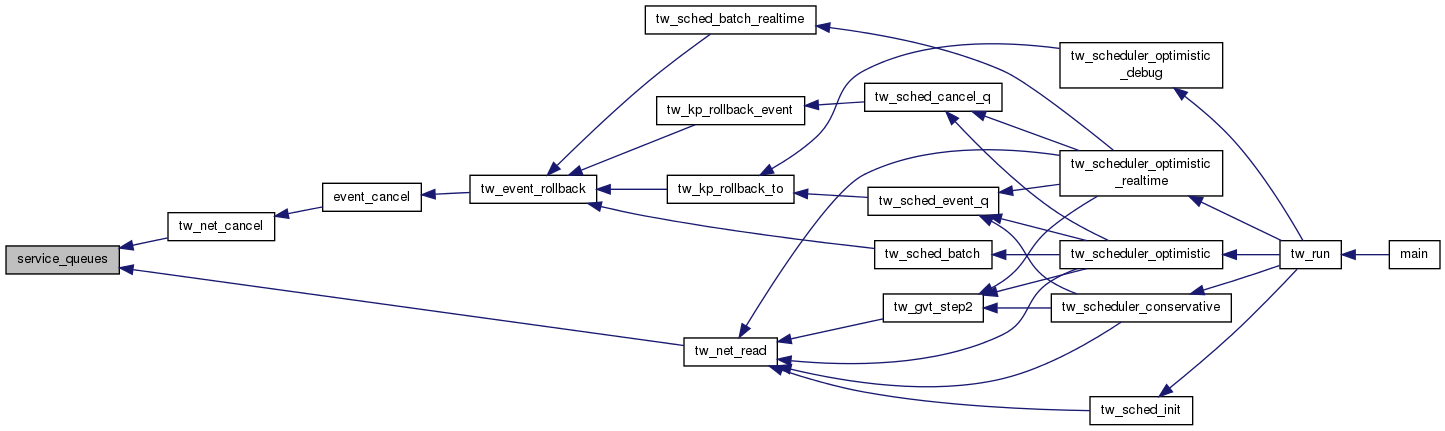 tw_sched_batch_realtime
tw_scheduler_optimistic
_debug
tw_sched_cancel_q
tw_kp_rollback_event
tw_scheduler_optimistic
_realtime
event_cancel
tw_event_rollback
tw_kp_rollback_to
tw_sched_event_q
tw_net_cancel
service_queues
tw_sched_batch
tw_scheduler_optimistic
tw_run
main
tw_gvt_step2
tw_scheduler_conservative
tw_net_read
tw_sched_init